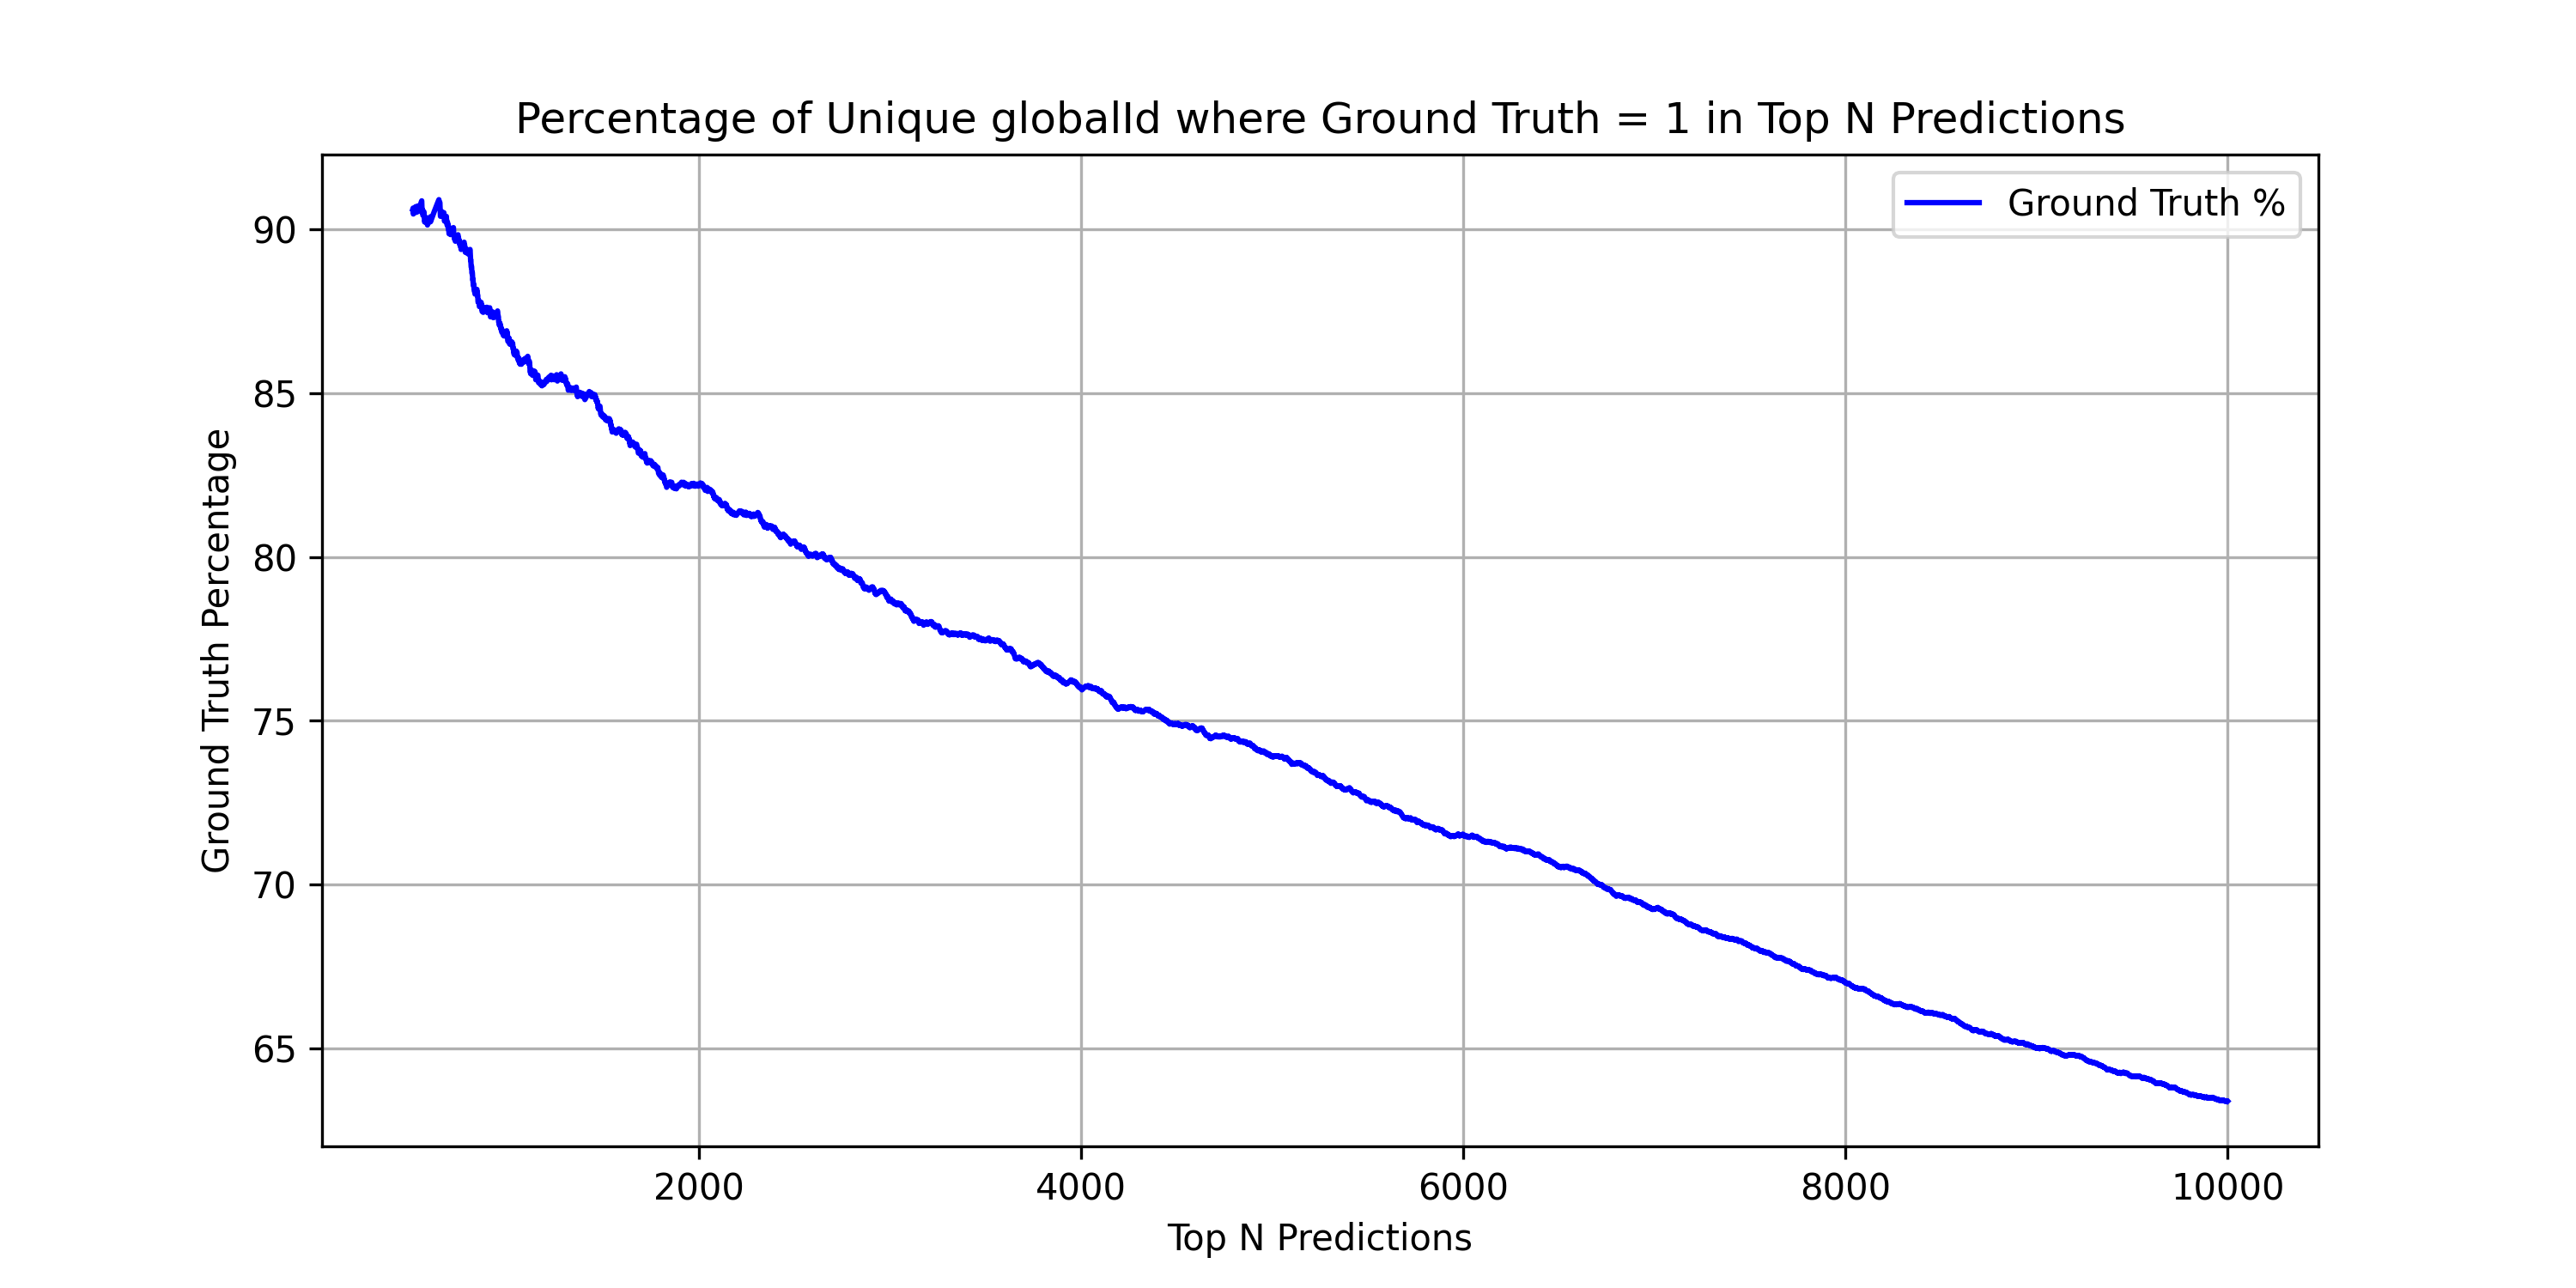 Percentage of Unique globalId where Ground Truth = 1 in Top N Predictions
Ground Truth %
Ground Truth Percentage
90
85
80
75
70
65
2000 4000 6000 8000 10000
Top N Predictions